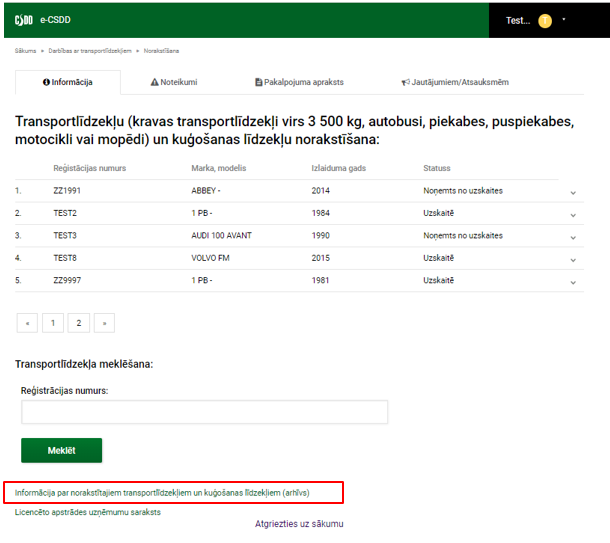 CSDD e-CSDD Test...
Sākums » Darbības ar transportlīdzekļiem » Norakstīšana
Informācija Noteikumi Pakalpojuma apraksts Jautājumiem/Atsauksmēm
Transportlīdzekļu (kravas transportlīdzekļi virs 3 500 kg, autobusi, piekabes, puspiekabes,
motocikli vai mopēdi) un kuģošanas līdzekļu norakstīšana:
Reģistācijas numurs Marka, modelis Izlaiduma gads Statuss
1. ZZ1991 ABBEY - 2014 Noņemts no uzskaites
2. TEST2 1 PB - 1984 Uzskaitē
3. TEST3 AUDI 100 AVANT 1990 Noņemts no uzskaites
4. TEST8 VOLVO FM 2015 Uzskaitē
5. ZZ9997 1 PB - 1981 Uzskaitē
« 1 2 »
Transportlīdzekļa meklēšana:
Reģistrācijas numurs:
Meklēt
Informācija par norakstītajiem transportlīdzekļiem un kuģošanas līdzekļiem (arhīvs)
Licencēto apstrādes uzņēmumu saraksts
Atgriezties uz sākumu